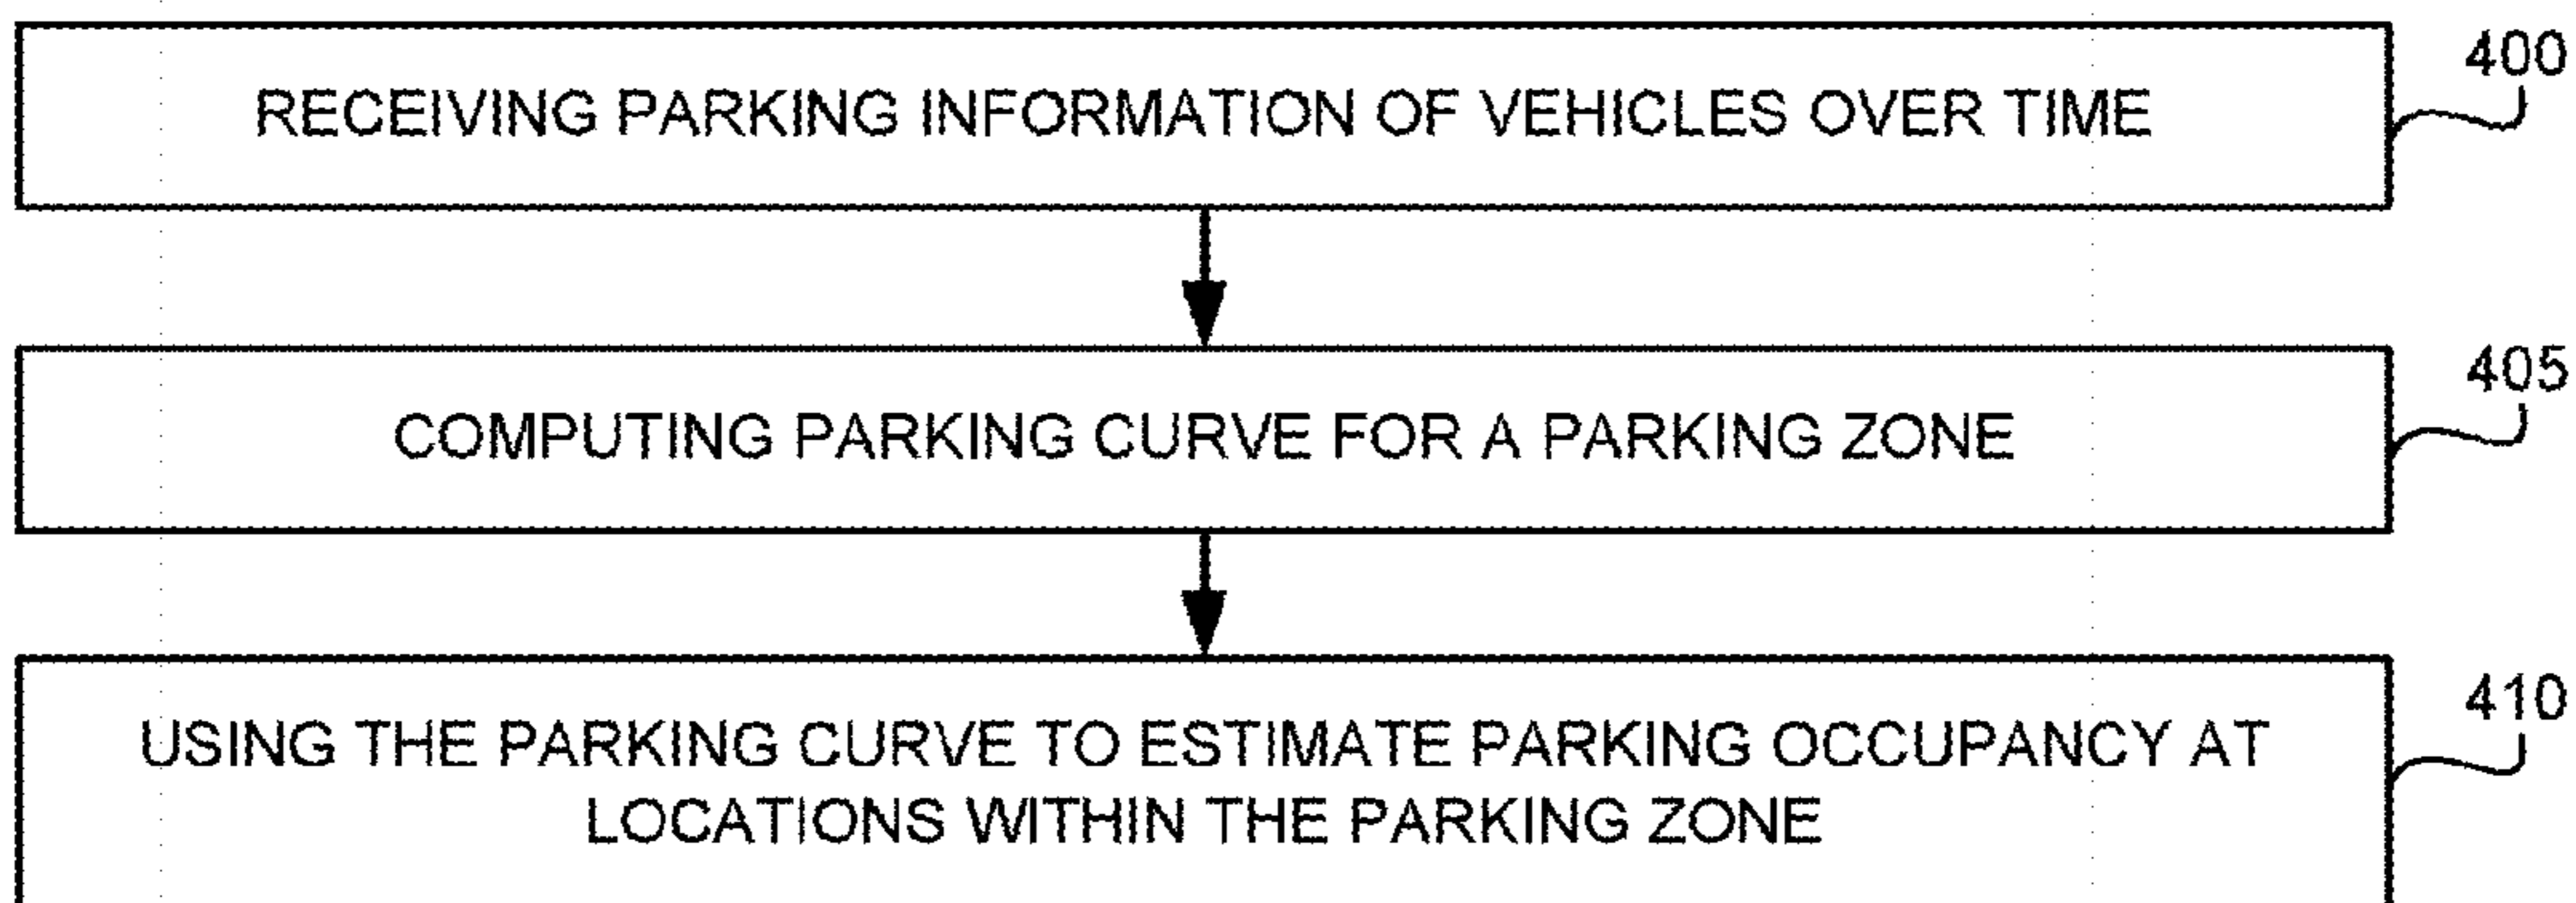 RECEIVING PARKING INFORMATION OF VEHICLES OVER TIME
400
COMPUTING PARKING CURVE FOR A PARKING ZONE
405
USING THE PARKING CURVE TO ESTIMATE PARKING OCCUPANCY AT
LOCATIONS WITHIN THE PARKING ZONE
410